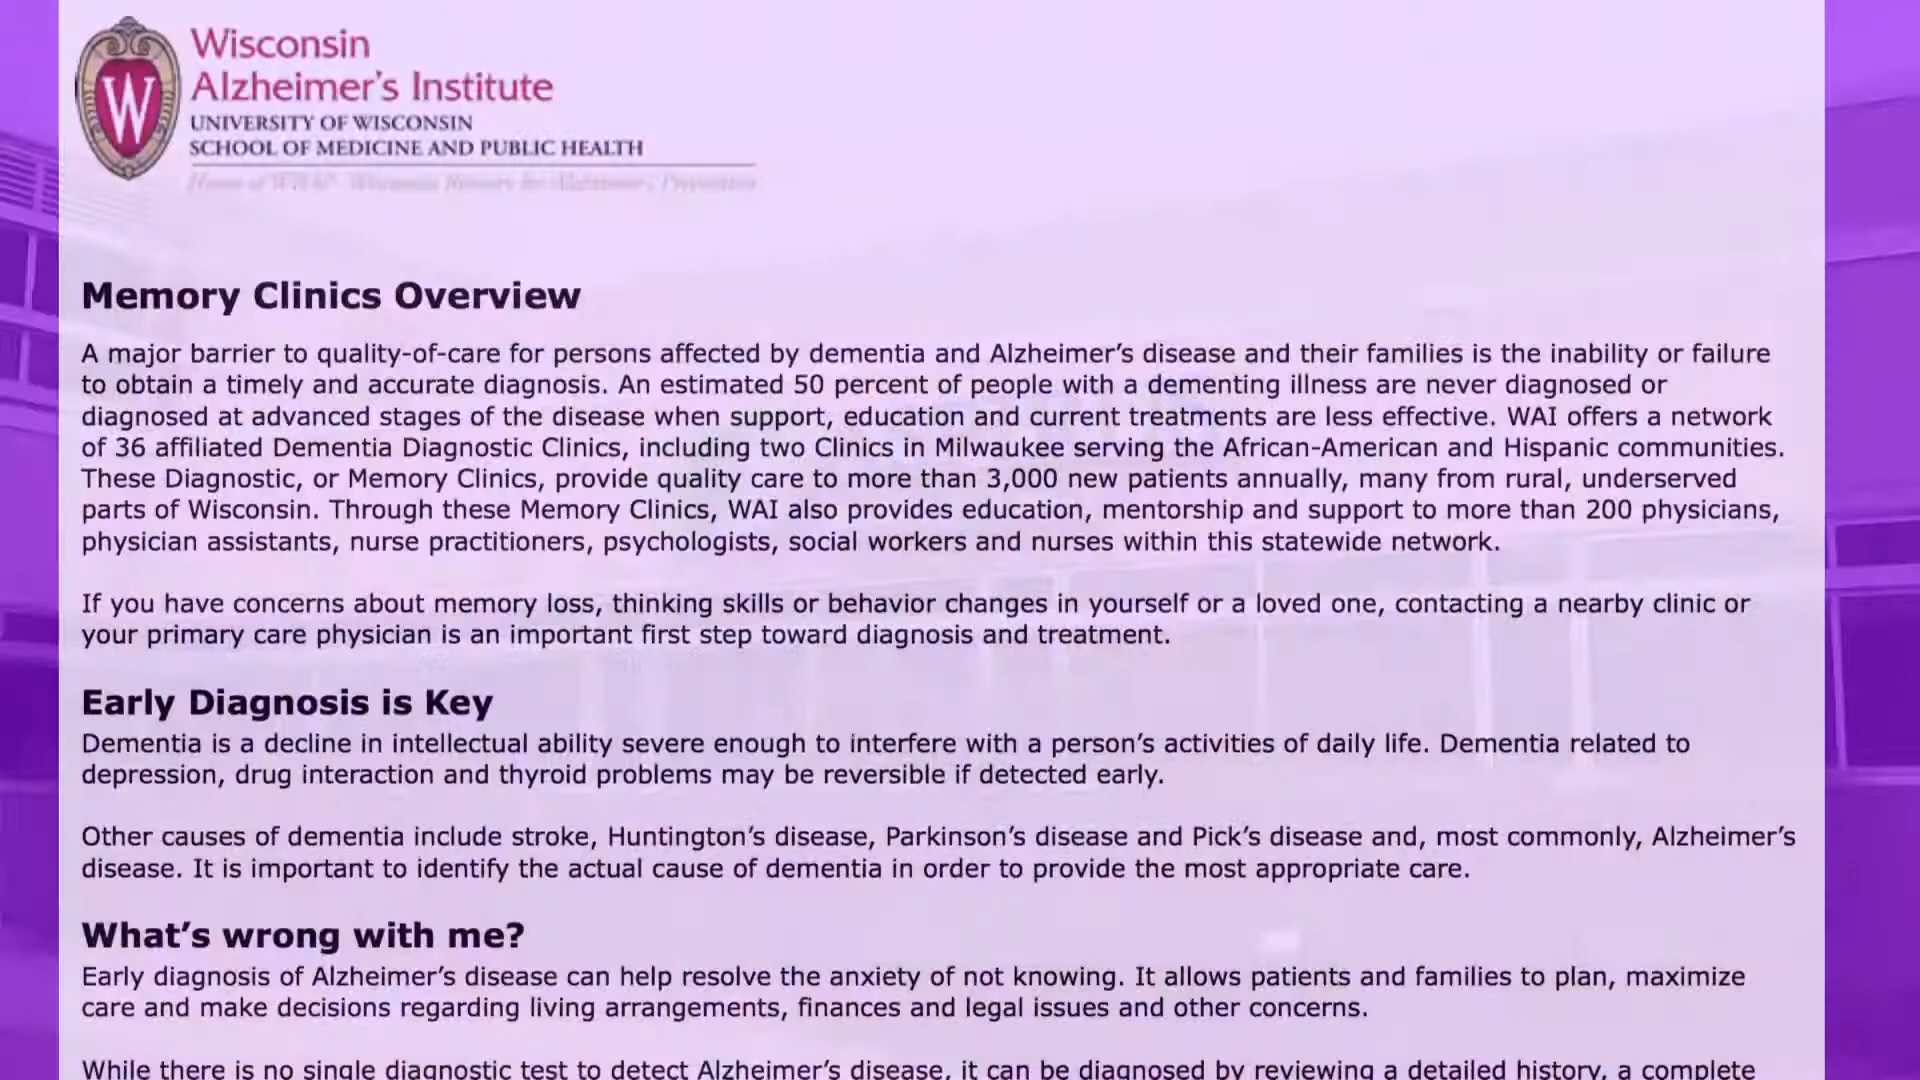 Wisconsin
Alzheimer's Institute
UNIVERSITY OF WISCONSIN
SCHOOL OF MEDICINE AND PUBLIC HEALTH
Home of WRAP: Wisconsin Registry for Alzheimer's Prevention
Memory Clinics Overview
A major barrier to quality-of-care for persons affected by dementia and Alzheimer's disease and their families is the inability or failure
to obtain a timely and accurate diagnosis. An estimated 50 percent of people with a dementing illness are never diagnosed or
diagnosed at advanced stages of the disease when support, education and current treatments are less effective. WAI offers a network
of 36 affiliated Dementia Diagnostic Clinics, including two Clinics in Milwaukee serving the African-American and Hispanic communities.
These Diagnostic, or Memory Clinics, provide quality care to more than 3,000 new patients annually, many from rural, underserved
parts of Wisconsin. Through these Memory Clinics, WAI also provides education, mentorship and support to more than 200 physicians,
physician assistants, nurse practitioners, psychologists, social workers and nurses within this statewide network.
If you have concerns about memory loss, thinking skills or behavior changes in yourself or a loved one, contacting a nearby clinic or
your primary care physician is an important first step toward diagnosis and treatment.
Early Diagnosis is Key
Dementia is a decline in intellectual ability severe enough to interfere with a person's activities of daily life. Dementia related to
depression, drug interaction and thyroid problems may be reversible if detected early.
Other causes of dementia include stroke, Huntington's disease, Parkinson's disease and Pick's disease and, most commonly, Alzheimer's
disease. It is important to identify the actual cause of dementia in order to provide the most appropriate care.
What's wrong with me?
Early diagnosis of Alzheimer's disease can help resolve the anxiety of not knowing. It allows patients and families to plan, maximize
care and make decisions regarding living arrangements, finances and legal issues and other concerns.
While there is no single diagnostic test to detect Alzheimer's disease, it can be diagnosed by reviewing a detailed history, a complete